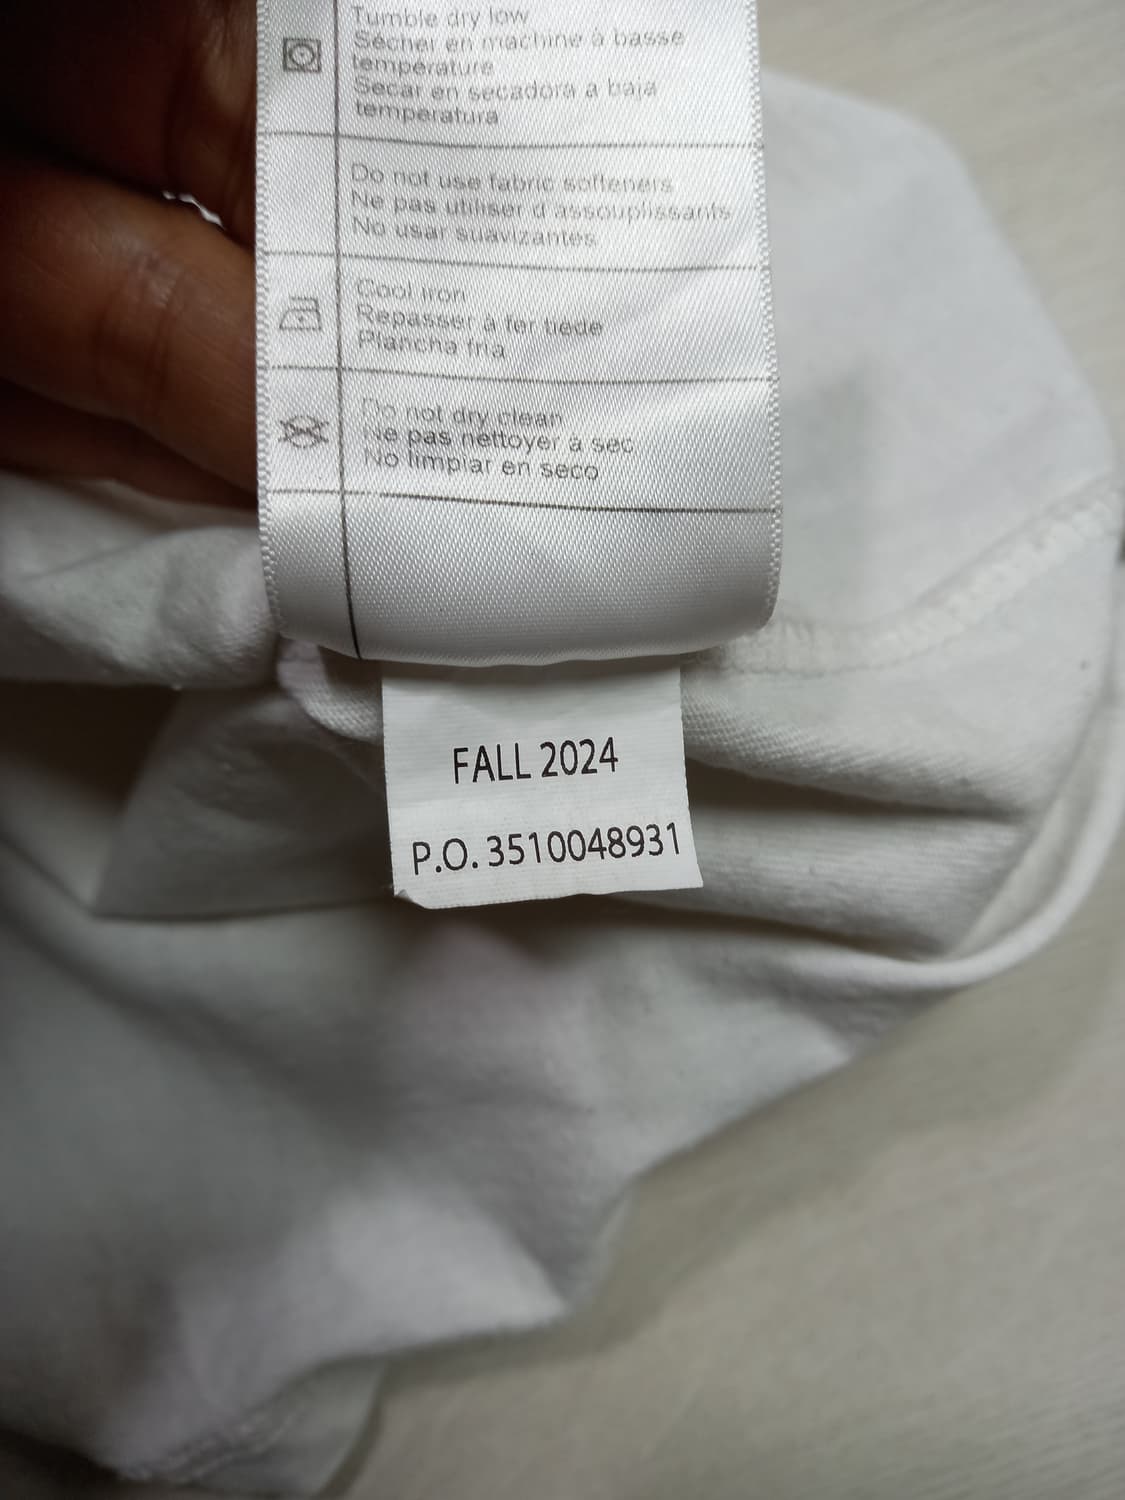 Tumble dry low
Sécher en machine à basse
température
Secar en secadora a baja
temperatura
Do not use fabric softeners
Ne pas utiliser d'assouplissants
No usar suavizantes
Cool iron
Repasser à fer tiède
Plancha fria
Do not dry clean
Ne pas nettoyer à sec
No limpiar en seco
FALL 2024
P.O. 3510048931